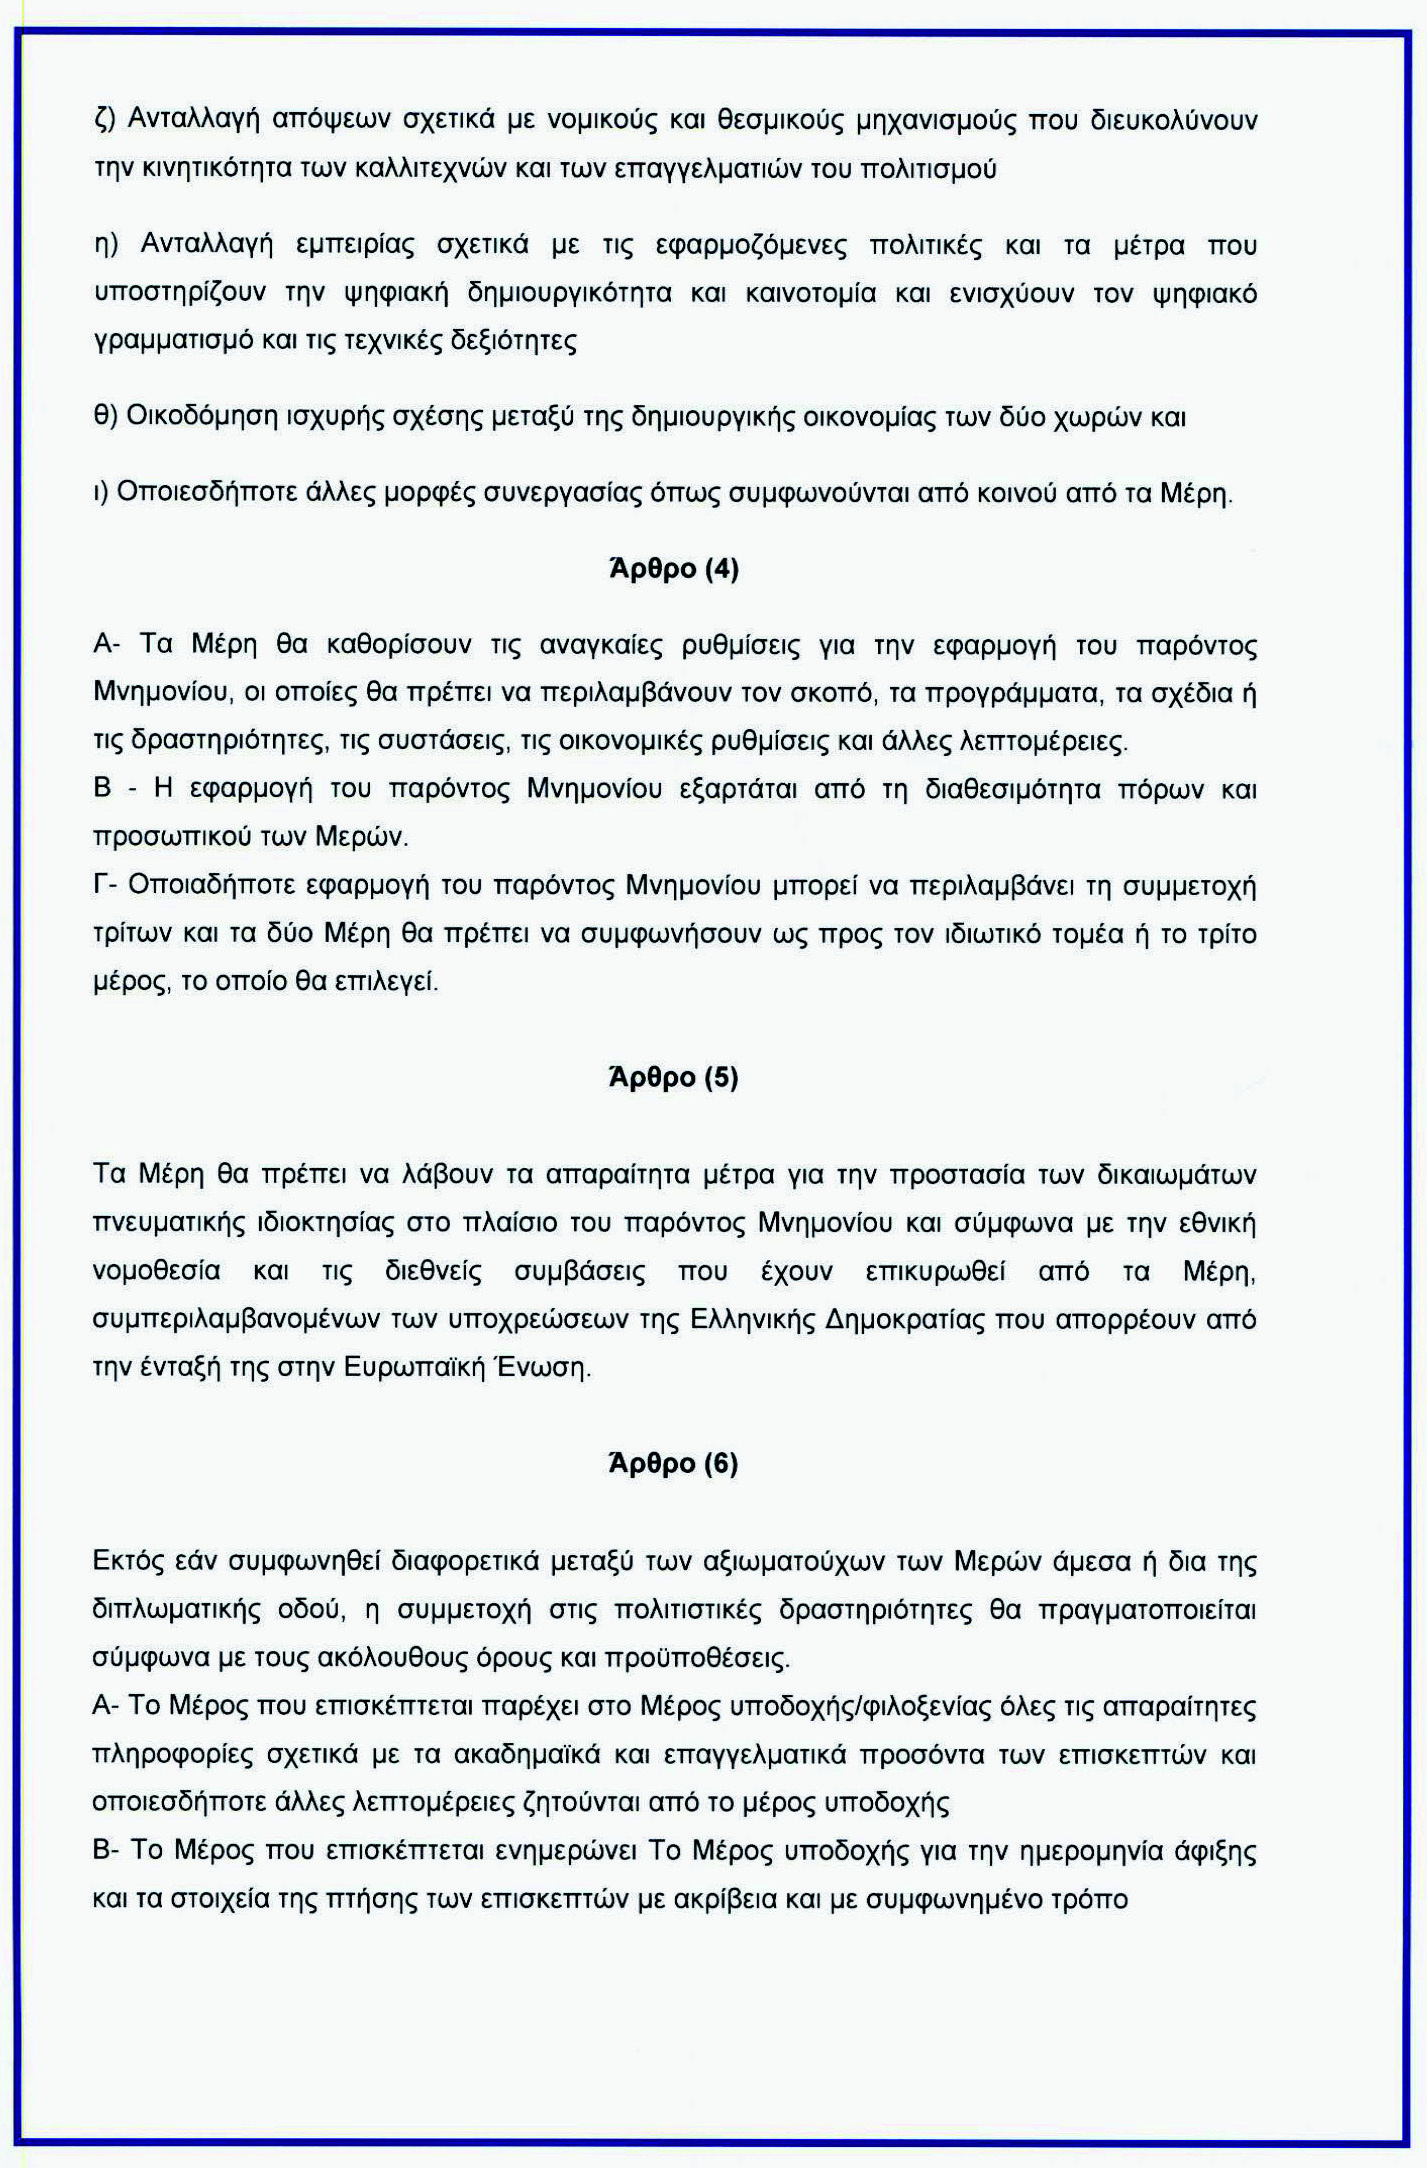 ζ) Ανταλλαγή απόψεων σχετικά με νομικούς και θεσμικούς μηχανισμούς που διευκολύνουν
την κινητικότητα των καλλιτεχνών και των επαγγελματιών του πολιτισμού
η) Ανταλλαγή εμπειρίας σχετικά με τις εφαρμοζόμενες πολιτικές και τα μέτρα που
υποστηρίζουν την ψηφιακή δημιουργικότητα και καινοτομία και ενισχύουν τον ψηφιακό
γραμματισμό και τις τεχνικές δεξιότητες
θ) Οικοδόμηση ισχυρής σχέσης μεταξύ της δημιουργικής οικονομίας των δύο χωρών και
ι) Οποιεσδήποτε άλλες μορφές συνεργασίας όπως συμφωνούνται από κοινού από τα Μέρη.
Άρθρο (4)
Α- Τα Μέρη θα καθορίσουν τις αναγκαίες ρυθμίσεις για την εφαρμογή του παρόντος
Μνημονίου, οι οποίες θα πρέπει να περιλαμβάνουν τον σκοπό, τα προγράμματα, τα σχέδια ή
τις δραστηριότητες, τις συστάσεις, τις οικονομικές ρυθμίσεις και άλλες λεπτομέρειες.
Β - Η εφαρμογή του παρόντος Μνημονίου εξαρτάται από τη διαθεσιμότητα πόρων και
προσωπικού των Μερών.
Γ- Οποιαδήποτε εφαρμογή του παρόντος Μνημονίου μπορεί να περιλαμβάνει τη συμμετοχή
τρίτων και τα δύο Μέρη θα πρέπει να συμφωνήσουν ως προς τον ιδιωτικό τομέα ή το τρίτο
μέρος, το οποίο θα επιλεγεί.
Άρθρο (5)
Τα Μέρη θα πρέπει να λάβουν τα απαραίτητα μέτρα για την προστασία των δικαιωμάτων
πνευματικής ιδιοκτησίας στο πλαίσιο του παρόντος Μνημονίου και σύμφωνα με την εθνική
νομοθεσία και τις διεθνείς συμβάσεις που έχουν επικυρωθεί από τα Μέρη,
συμπεριλαμβανομένων των υποχρεώσεων της Ελληνικής Δημοκρατίας που απορρέουν από
την ένταξή της στην Ευρωπαϊκή Ένωση.
Άρθρο (6)
Εκτός εάν συμφωνηθεί διαφορετικά μεταξύ των αξιωματούχων των Μερών άμεσα ή δια της
διπλωματικής οδού, η συμμετοχή στις πολιτιστικές δραστηριότητες θα πραγματοποιείται
σύμφωνα με τους ακόλουθους όρους και προϋποθέσεις.
Α- Το Μέρος που επισκέπτεται παρέχει στο Μέρος υποδοχής/φιλοξενίας όλες τις απαραίτητες
πληροφορίες σχετικά με τα ακαδημαϊκά και επαγγελματικά προσόντα των επισκεπτών και
οποιεσδήποτε άλλες λεπτομέρειες ζητούνται από το μέρος υποδοχής
Β- Το Μέρος που επισκέπτεται ενημερώνει Το Μέρος υποδοχής για την ημερομηνία άφιξης
και τα στοιχεία της πτήσης των επισκεπτών με ακρίβεια και με συμφωνημένο τρόπο